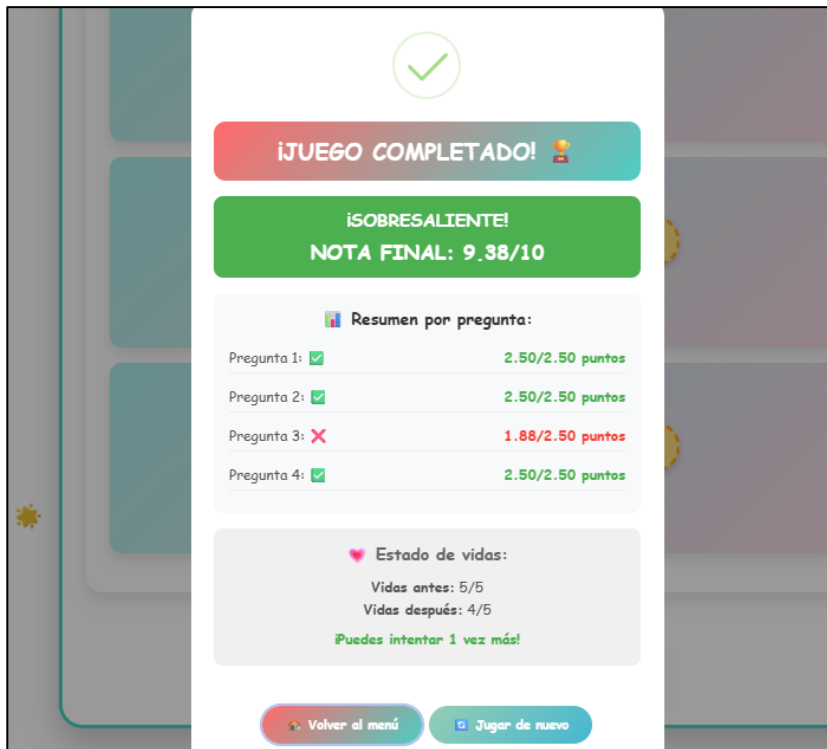 ¡JUEGO COMPLETADO! 🏆
¡SOBRESALIENTE!
NOTA FINAL: 9.38/10
📊 Resumen por pregunta:
Pregunta 1: ✅ 2.50/2.50 puntos
Pregunta 2: ✅ 2.50/2.50 puntos
Pregunta 3: ❌ 1.88/2.50 puntos
Pregunta 4: ✅ 2.50/2.50 puntos
💗 Estado de vidas:
Vidas antes: 5/5
Vidas después: 4/5
¡Puedes intentar 1 vez más!
🏠 Volver al menú 🔄 Jugar de nuevo